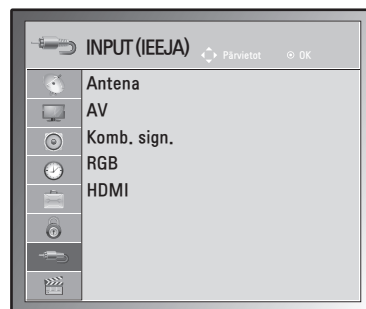 INPUT (IEEJA) Pārvietot OK
Antena
AV
Komb. sign.
RGB
HDMI